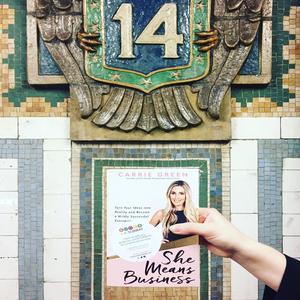 14
CARRIE GREEN
Turn Your Ideas into
Reality and Become
a Wildly Successful
Entrepreneur
She
Means
Business